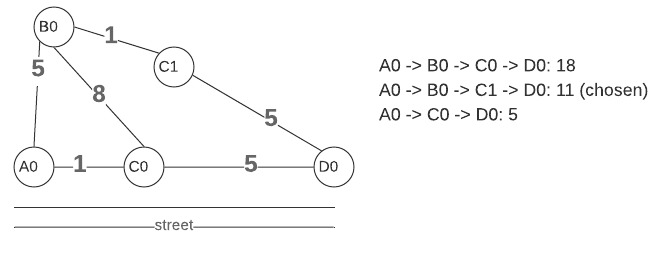 B0
1
C1
5
8
5
A0
1
C0
5
D0
street
A0 -> B0 -> C0 -> D0: 18
A0 -> B0 -> C1 -> D0: 11 (chosen)
A0 -> C0 -> D0: 5